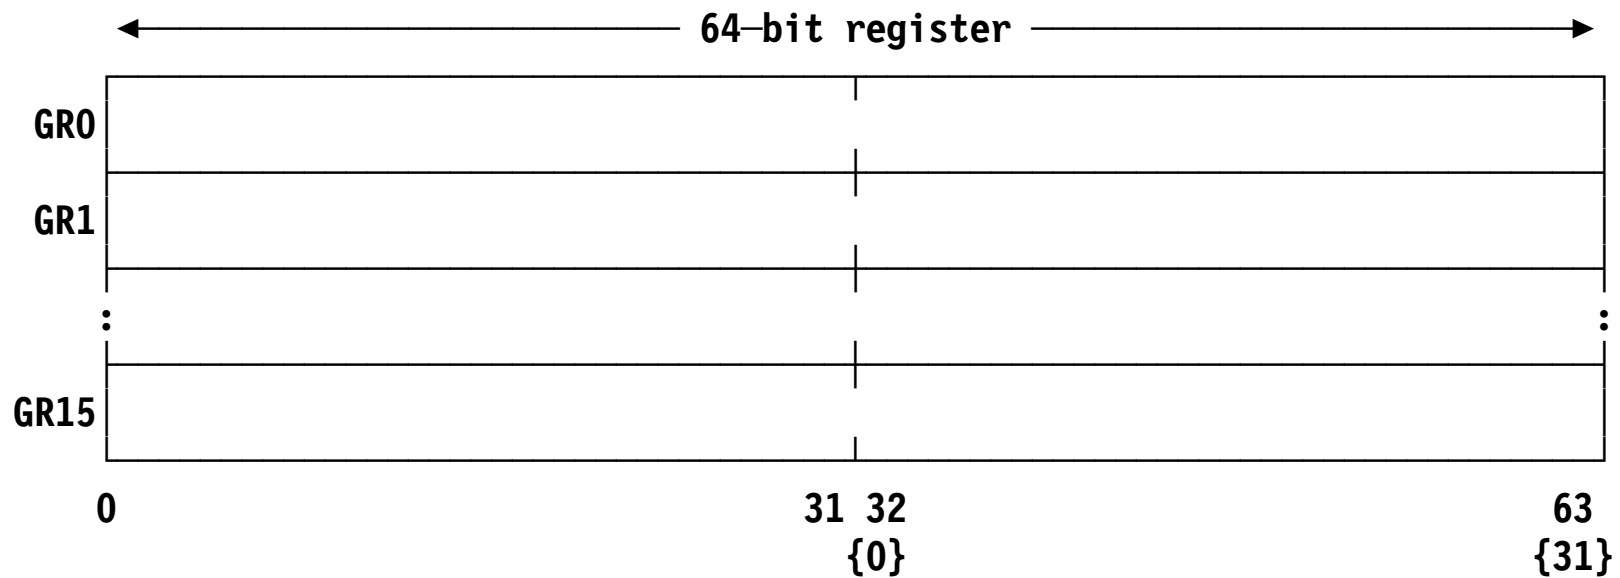 64-bit register
GR0
GR1
:
:
GR15
0 31 32 63
{0} {31}